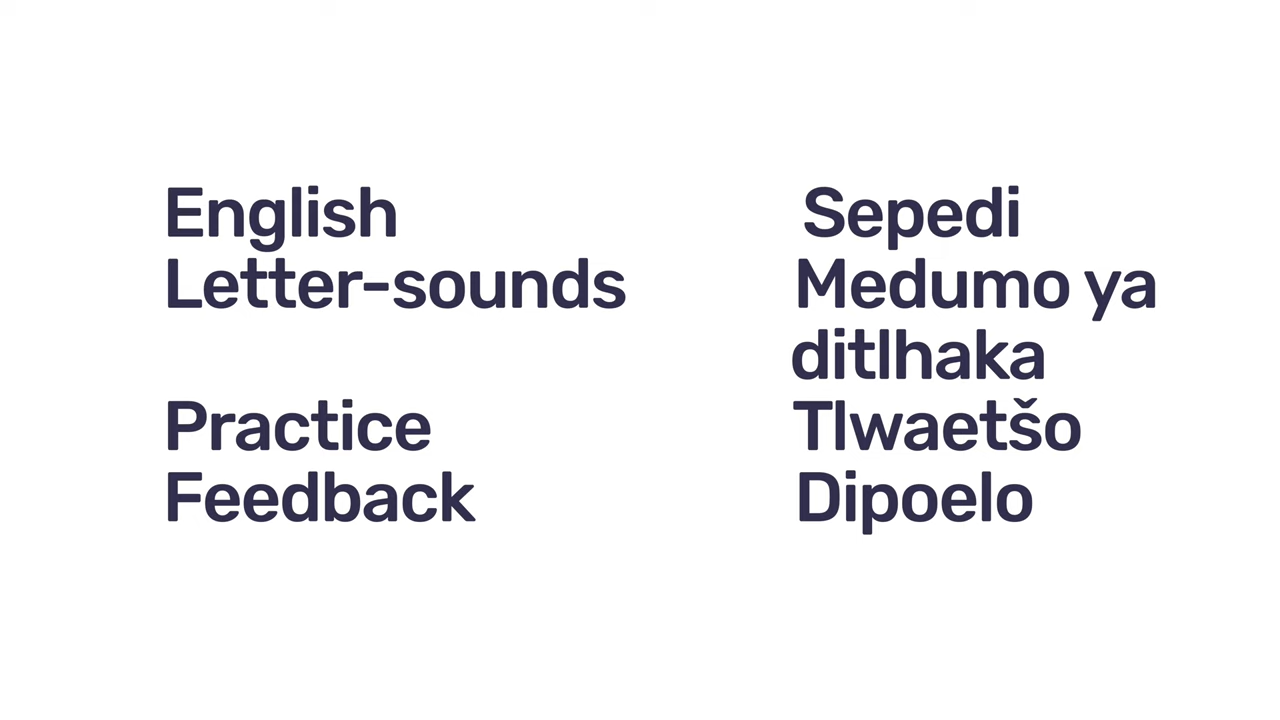 English
Letter-sounds
Practice
Feedback
Sepedi
Medumo ya
ditlhaka
Tlwaetšo
Dipoelo